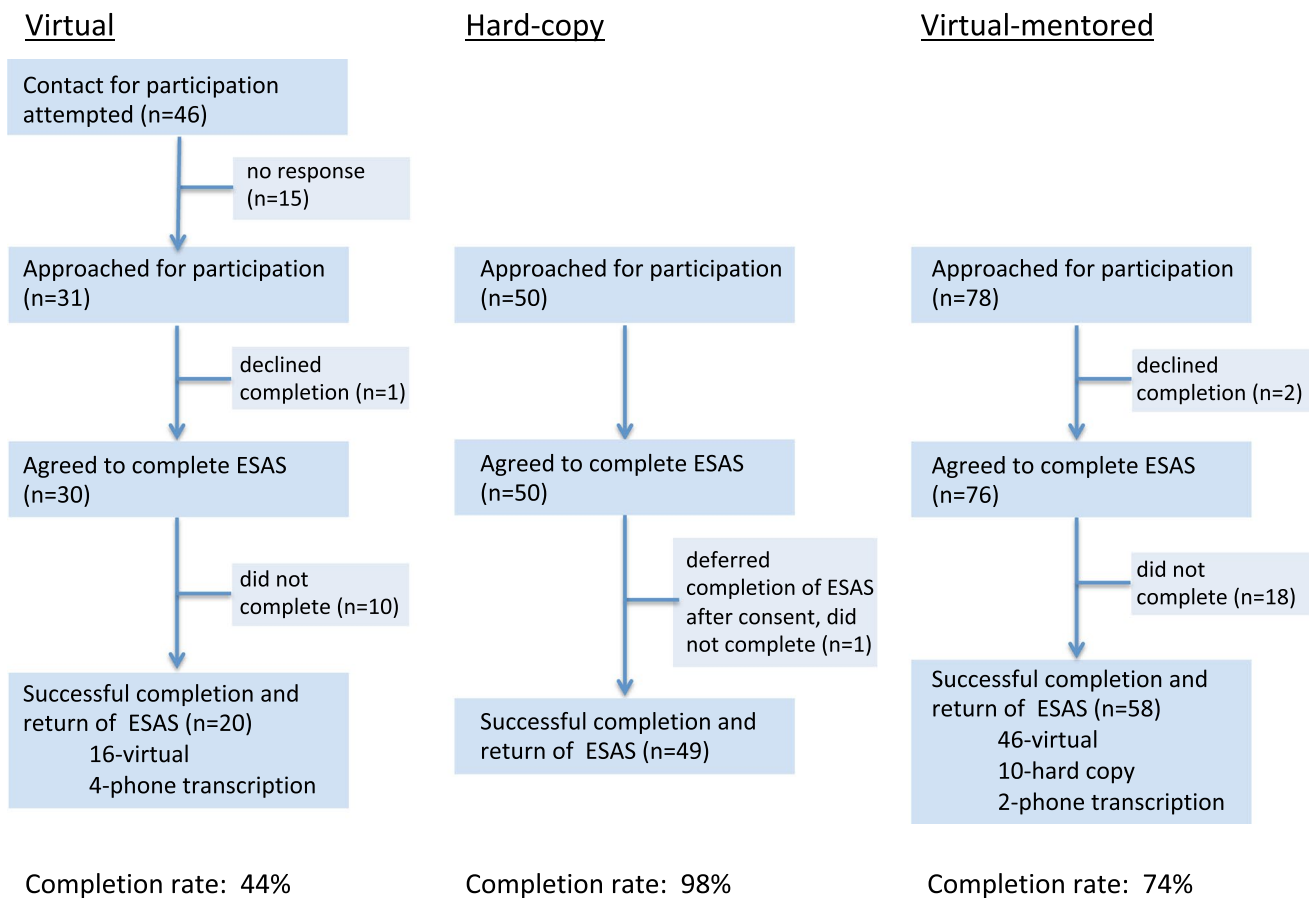 Virtual
Contact for participation
attempted (n=46)
no response
(n=15)
Approached for participation
(n=31)
declined
completion (n=1)
Agreed to complete ESAS
(n=30)
did not
complete (n=10)
Successful completion and
return of ESAS (n=20)
16-virtual
4-phone transcription
Completion rate: 44%
Hard-copy
Approached for participation
(n=50)
Agreed to complete ESAS
(n=50)
deferred
completion of ESAS
after consent, did
not complete (n=1)
Successful completion and
return of ESAS (n=49)
Completion rate: 98%
Virtual-mentored
Approached for participation
(n=78)
declined
completion (n=2)
Agreed to complete ESAS
(n=76)
did not
complete (n=18)
Successful completion and
return of ESAS (n=58)
46-virtual
10-hard copy
2-phone transcription
Completion rate: 74%